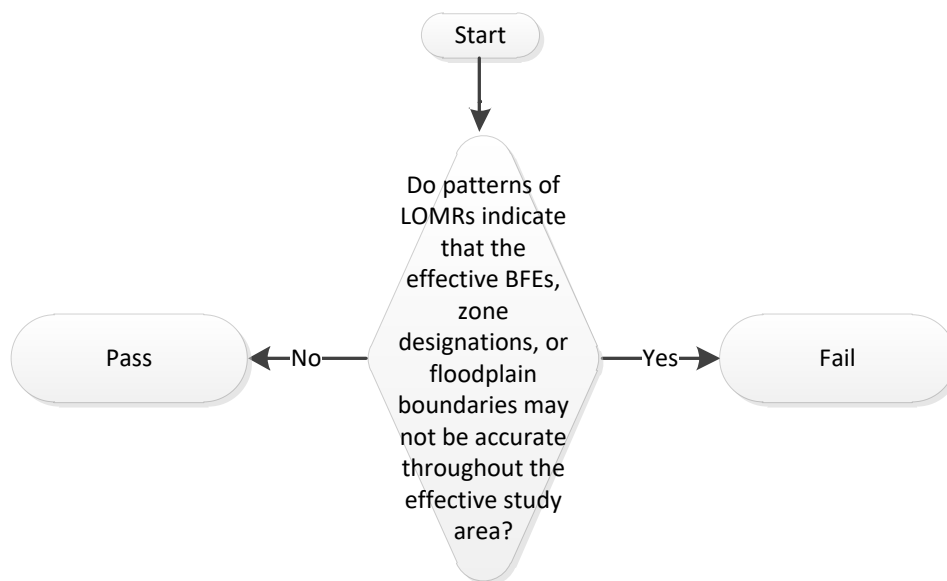 Start
Do patterns of
LOMRs indicate
that the
effective BFEs,
zone
designations, or
floodplain
boundaries may
not be accurate
throughout the
effective study
area?
Pass
No
Yes
Fail